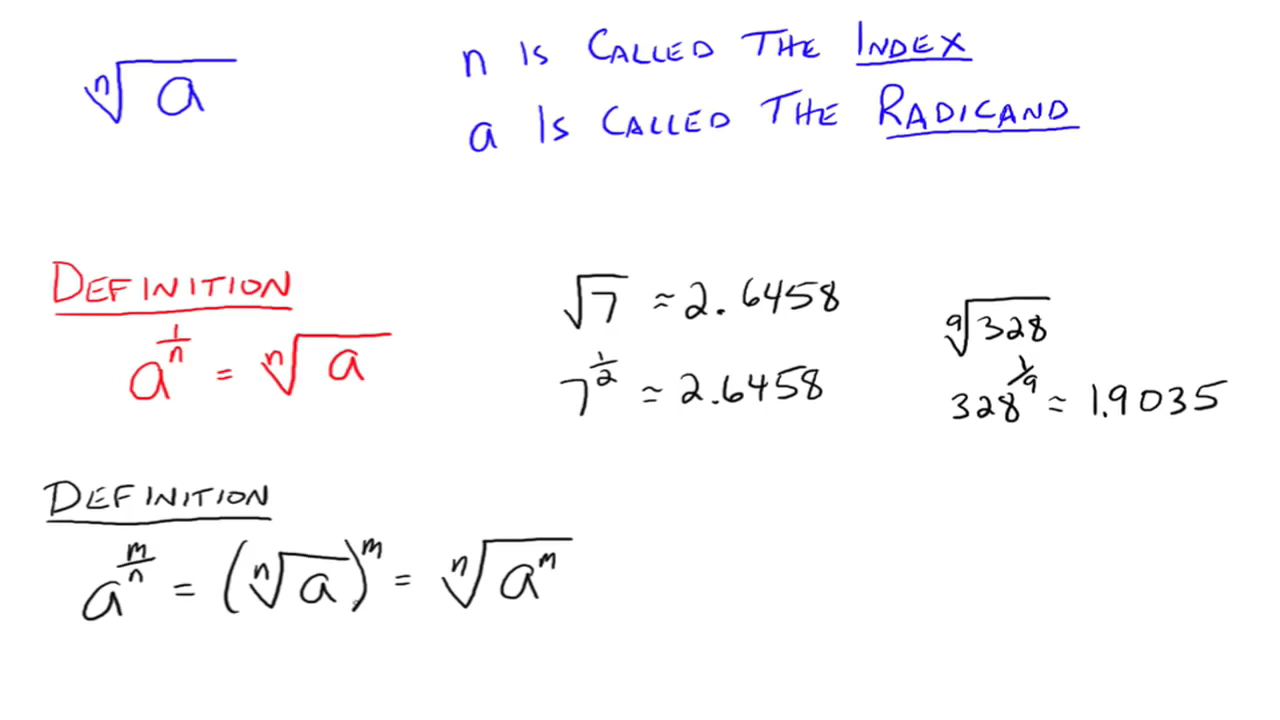 ⁿ√a
n IS CALLED THE INDEX
a IS CALLED THE RADICAND
DEFINITION
a^(1/n) = ⁿ√a
√7 ≈ 2.6458
7^(1/2) ≈ 2.6458
⁹√328
328^(1/9) ≈ 1.9035
DEFINITION
a^(m/n) = (ⁿ√a)^m = ⁿ√(a^m)